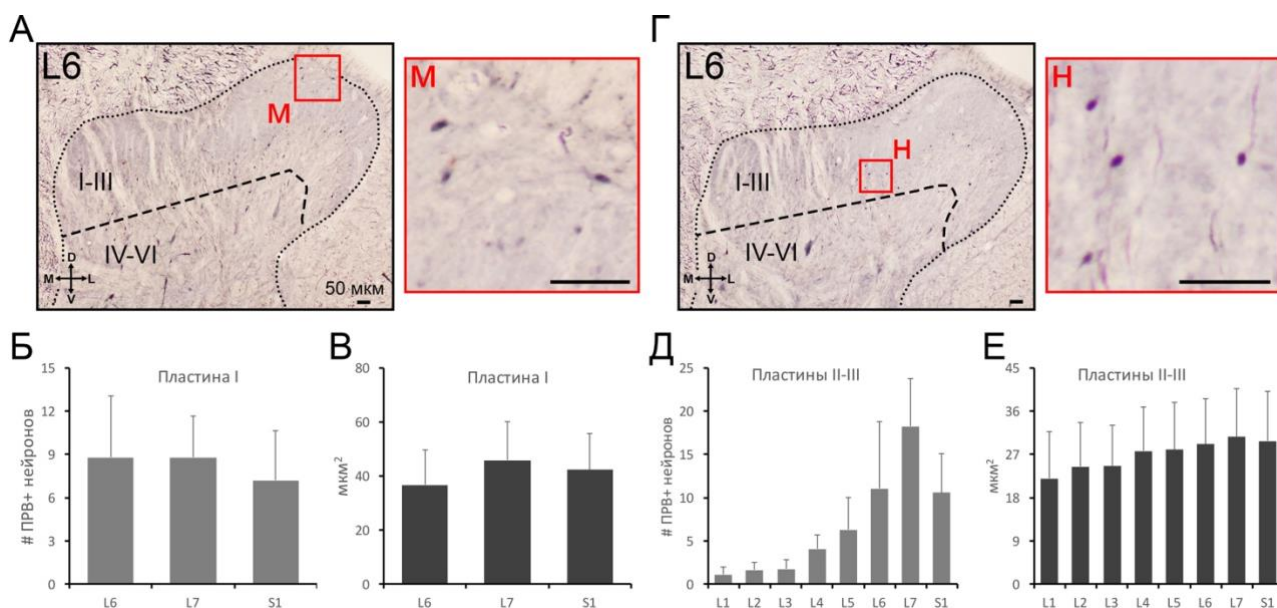 А
L6
М
I-III
IV-VI
D
M L
V
50 мкм
М
Г
L6
Н
I-III
IV-VI
D
M L
V
Н
Б
Пластина I
# ПРВ+ нейронов
15
12
9
6
3
0
L6 L7 S1
В
Пластина I
мкм²
80
60
40
20
0
L6 L7 S1
Д
Пластины II-III
# ПРВ+ нейронов
25
20
15
10
5
0
L1 L2 L3 L4 L5 L6 L7 S1
Е
Пластины II-III
мкм²
45
36
27
18
9
0
L1 L2 L3 L4 L5 L6 L7 S1